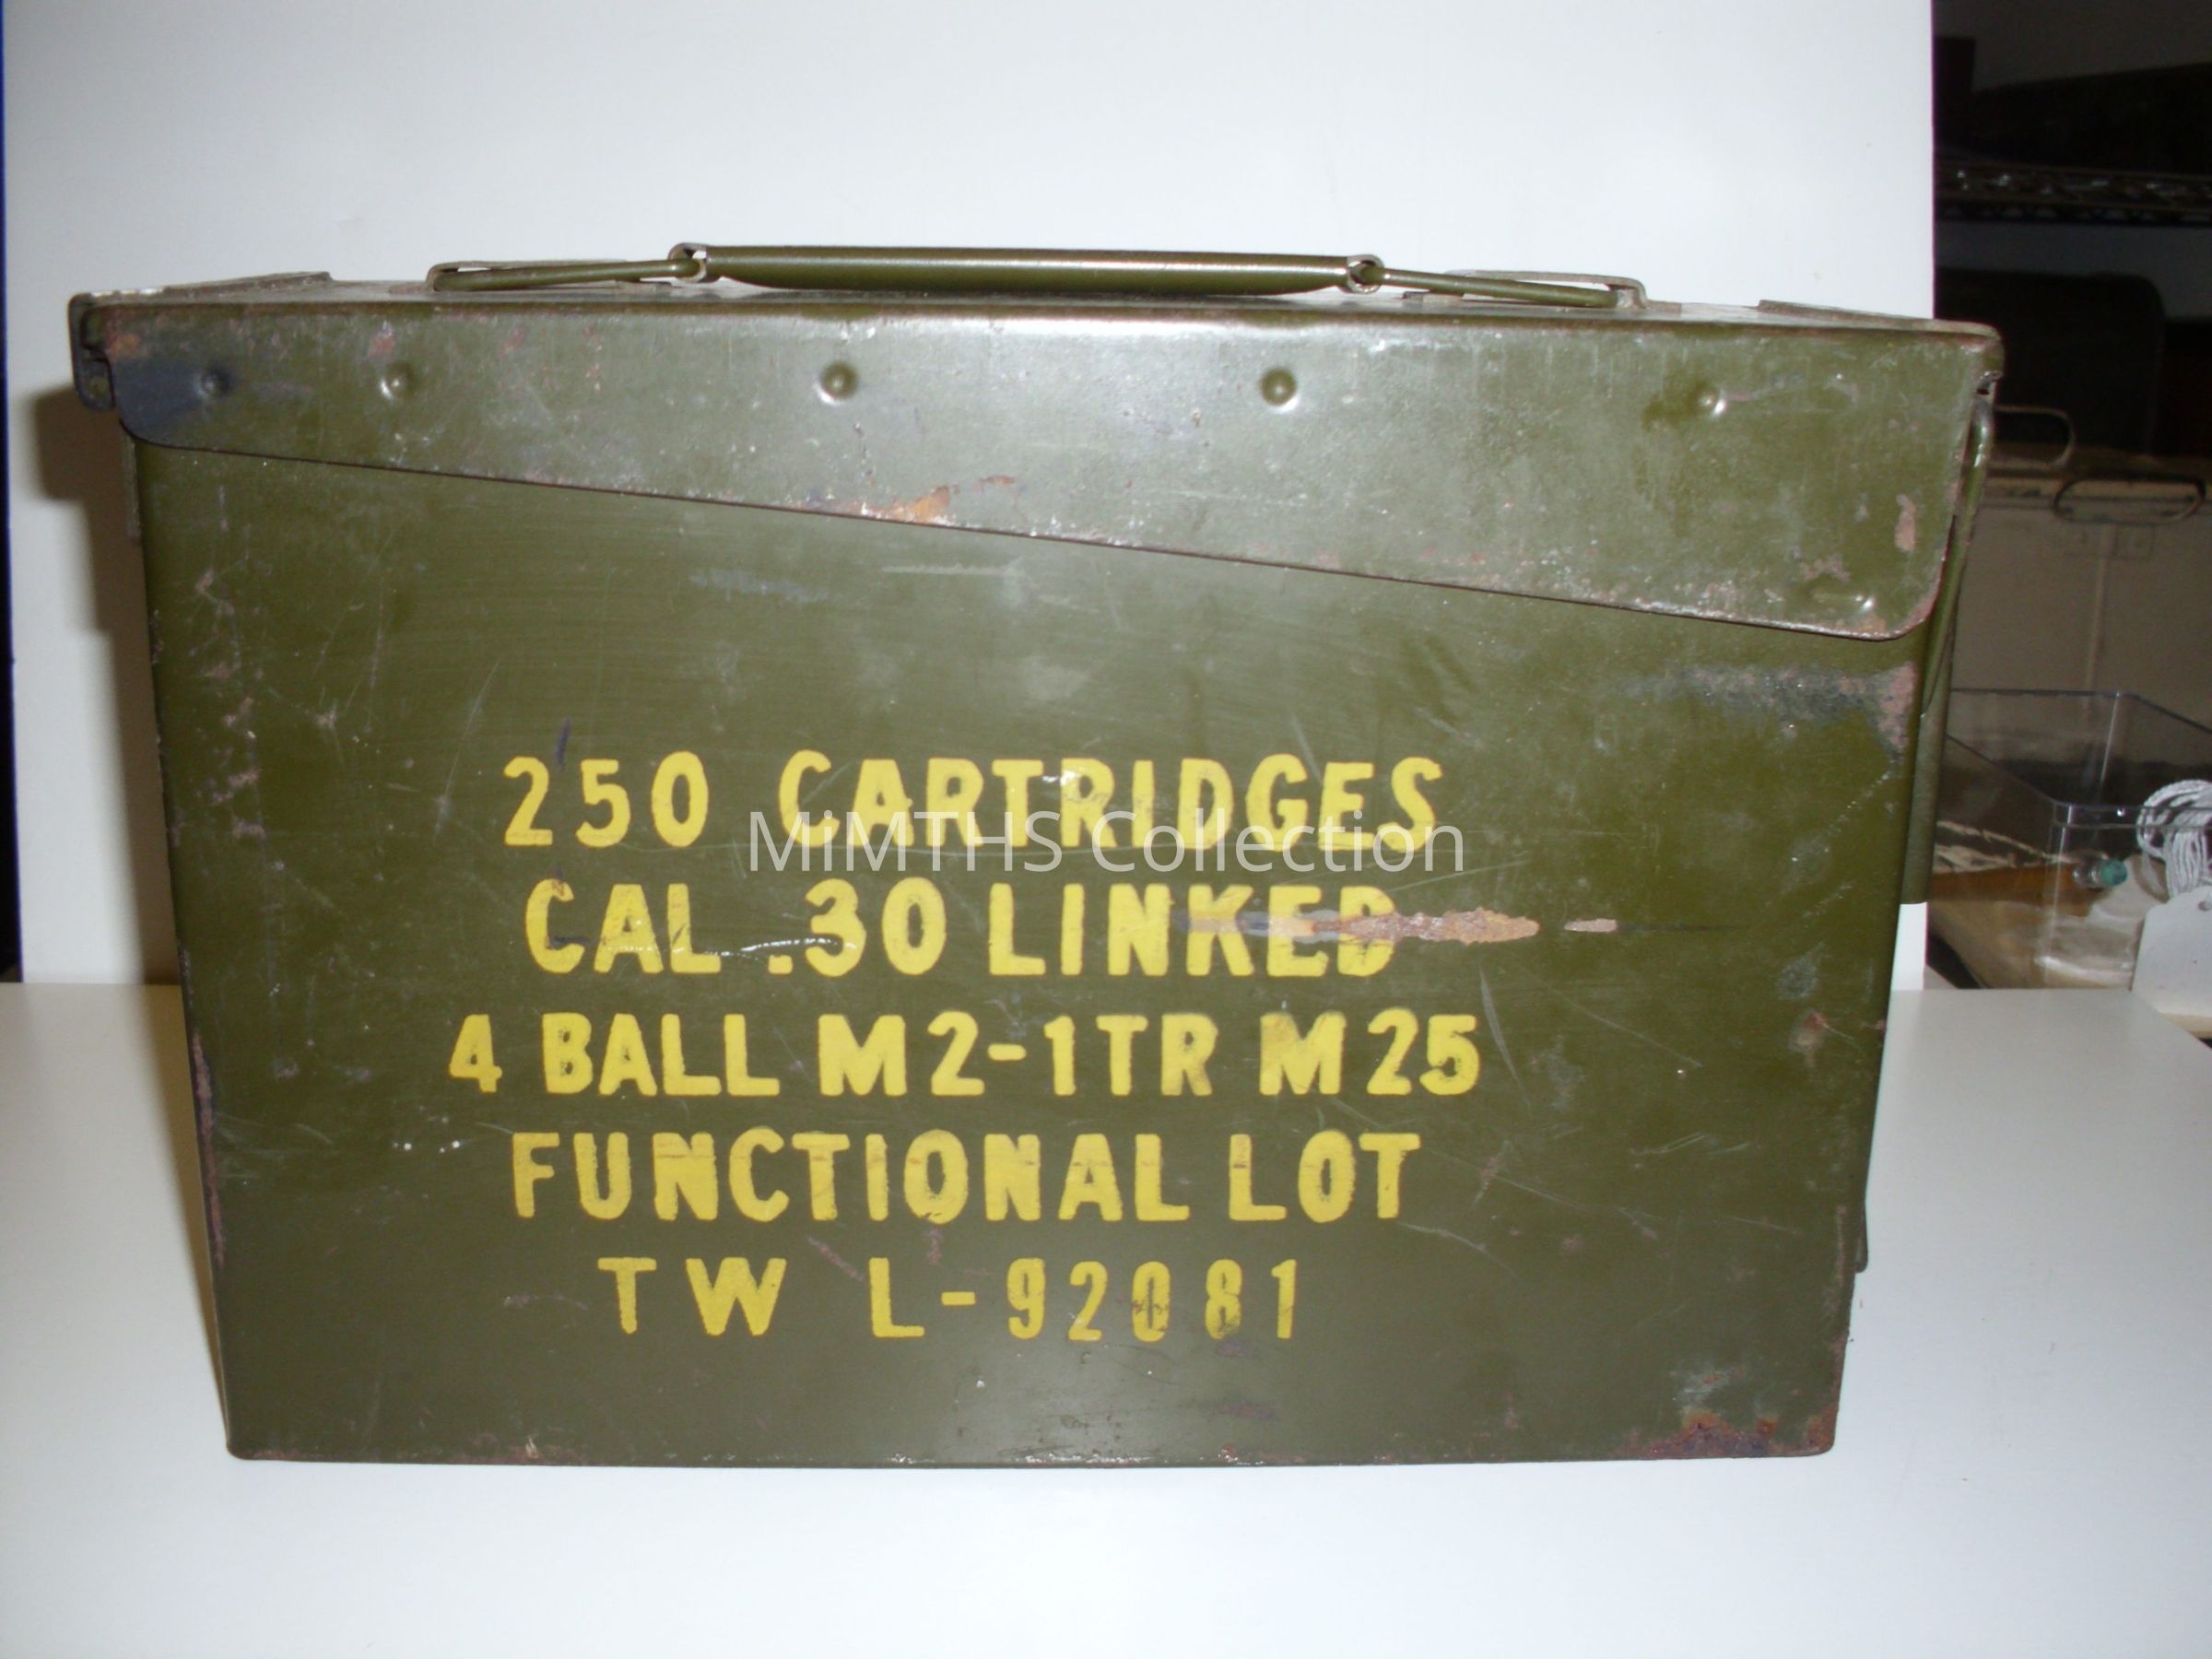 250 CARTRIDGES
MiMTHS Collection
CAL .30 LINKED
4 BALL M2-1TR M25
FUNCTIONAL LOT
TW L-92081